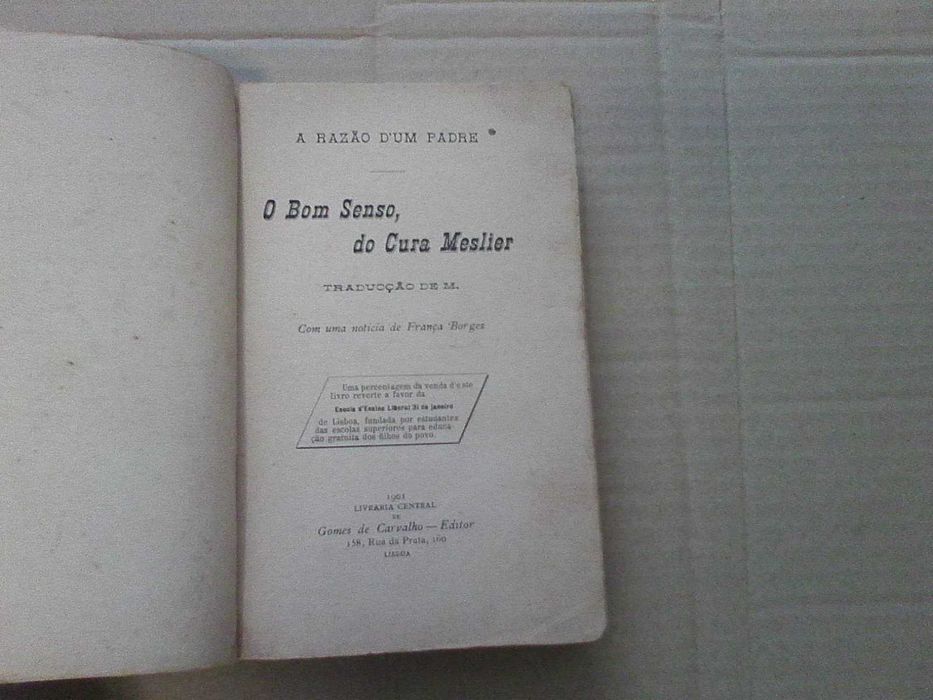 A RAZÃO D'UM PADRE
O Bom Senso,
do Cura Meslier
TRADUCÇÃO DE M.
Com uma noticia de França Borges
Uma percentagem da venda d'este
livro reverte a favor da
Escola d'Ensino Liberal 31 de janeiro
de Lisboa, fundada por estudantes
das escolas superiores para educa-
ção gratuita dos filhos do povo.
1901
LIVRARIA CENTRAL
DE
Gomes de Carvalho — Editor
158, Rua da Prata, 160
LISBOA